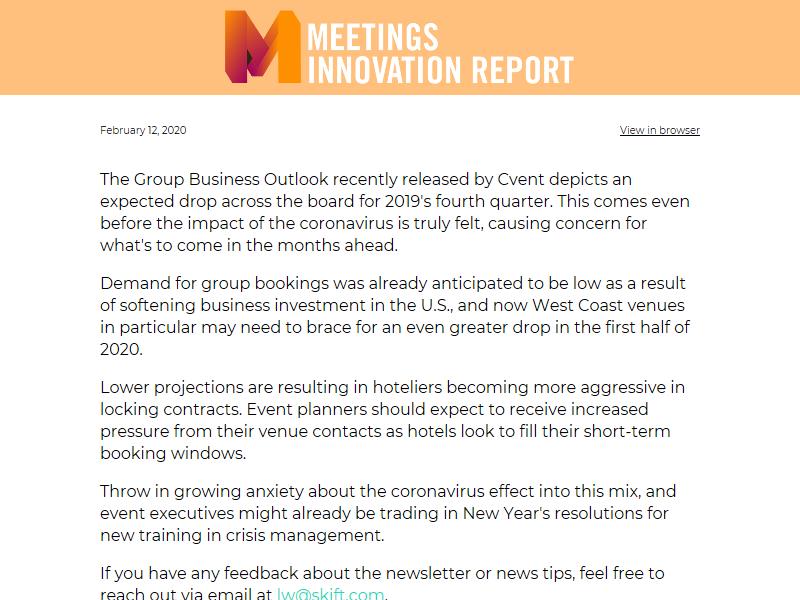 MEETINGS
INNOVATION REPORT
February 12, 2020
View in browser
The Group Business Outlook recently released by Cvent depicts an
expected drop across the board for 2019's fourth quarter. This comes even
before the impact of the coronavirus is truly felt, causing concern for
what's to come in the months ahead.
Demand for group bookings was already anticipated to be low as a result
of softening business investment in the U.S., and now West Coast venues
in particular may need to brace for an even greater drop in the first half of
2020.
Lower projections are resulting in hoteliers becoming more aggressive in
locking contracts. Event planners should expect to receive increased
pressure from their venue contacts as hotels look to fill their short-term
booking windows.
Throw in growing anxiety about the coronavirus effect into this mix, and
event executives might already be trading in New Year's resolutions for
new training in crisis management.
If you have any feedback about the newsletter or news tips, feel free to
reach out via email at lw@skift.com.